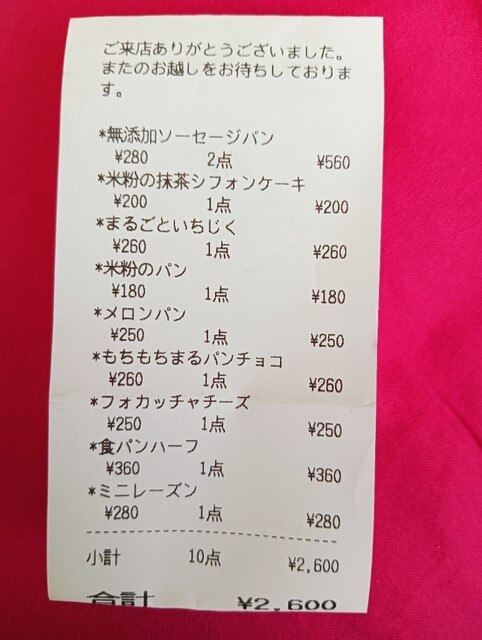 ご来店ありがとうございました。
またのお越しをお待ちしておりま
す。
*無添加ソーセージパン
¥280 2点 ¥560
*米粉の抹茶シフォンケーキ
¥200 1点 ¥200
*まるごといちじく
¥260 1点 ¥260
*米粉のパン
¥180 1点 ¥180
*メロンパン
¥250 1点 ¥250
*もちもちまるパンチョコ
¥260 1点 ¥260
*フォカッチャチーズ
¥250 1点 ¥250
*食パンハーフ
¥360 1点 ¥360
*ミニレーズン
¥280 1点 ¥280
小計 10点 ¥2,600
合計 ¥2,600